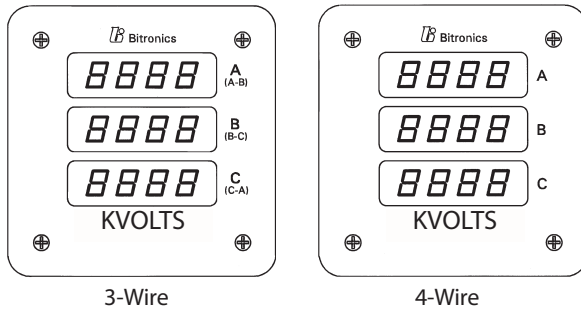 Bitronics
8888 A
(A-B)
8888 B
(B-C)
8888 C
(C-A)
KVOLTS
3-Wire
Bitronics
8888 A
8888 B
8888 C
KVOLTS
4-Wire